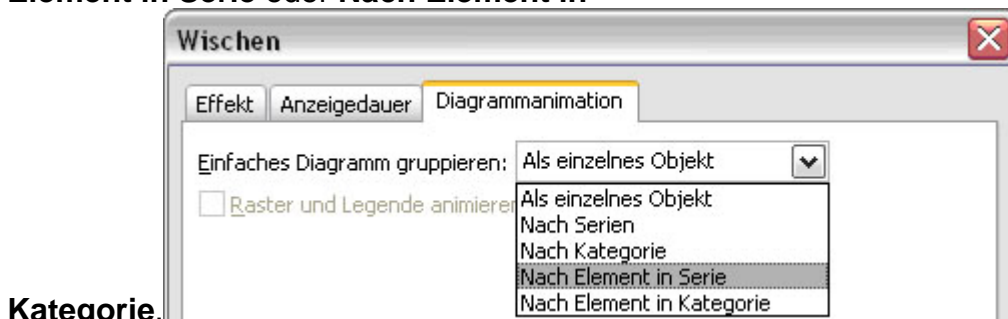 Element in Serie oder Nach Element in
Wischen
Effekt Anzeigedauer Diagrammanimation
Einfaches Diagramm gruppieren: Als einzelnes Objekt
Raster und Legende animieren
Als einzelnes Objekt
Nach Serien
Nach Kategorie
Nach Element in Serie
Nach Element in Kategorie
Kategorie.